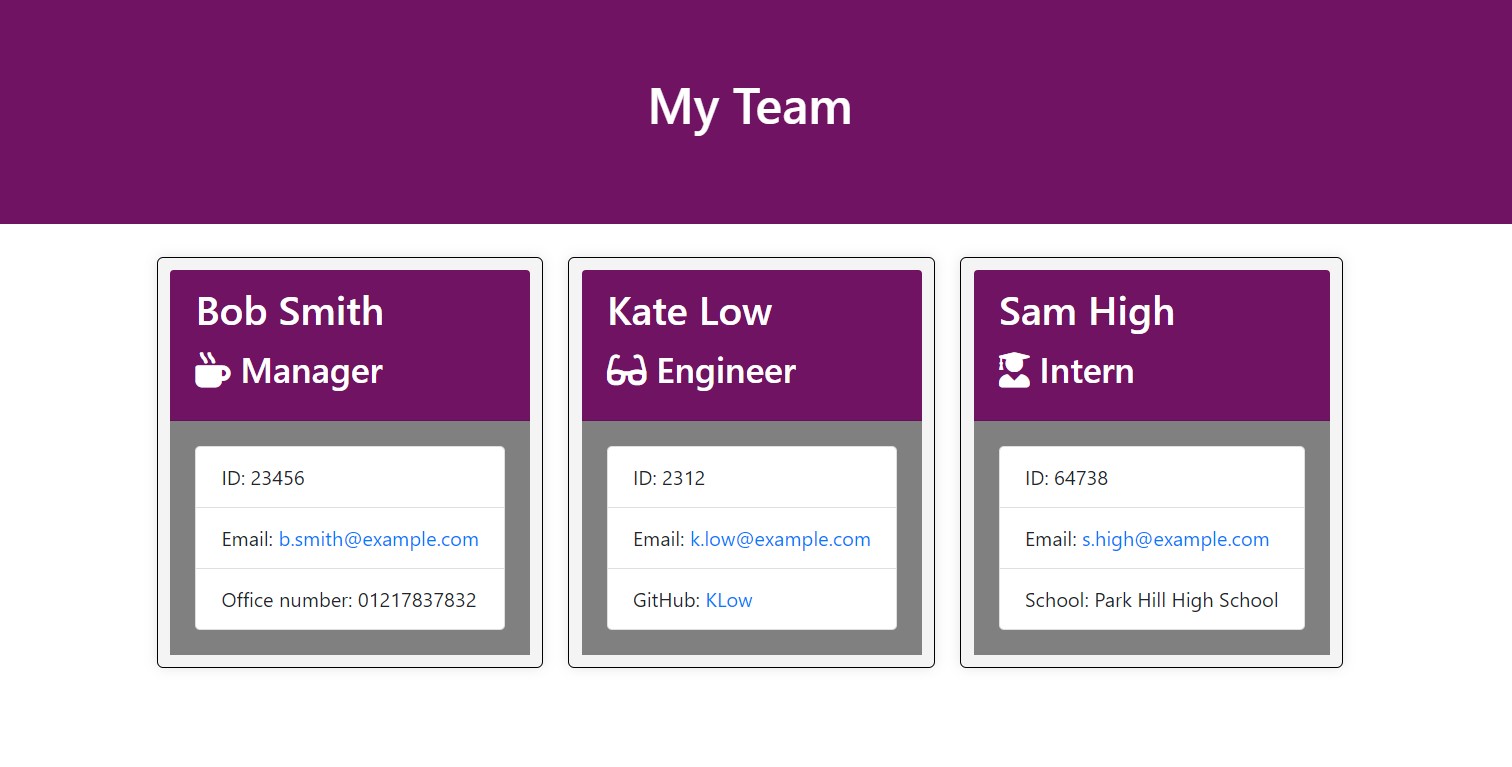 My Team
Bob Smith
Manager
ID: 23456
Email: b.smith@example.com
Office number: 01217837832
Kate Low
Engineer
ID: 2312
Email: k.low@example.com
GitHub: KLow
Sam High
Intern
ID: 64738
Email: s.high@example.com
School: Park Hill High School